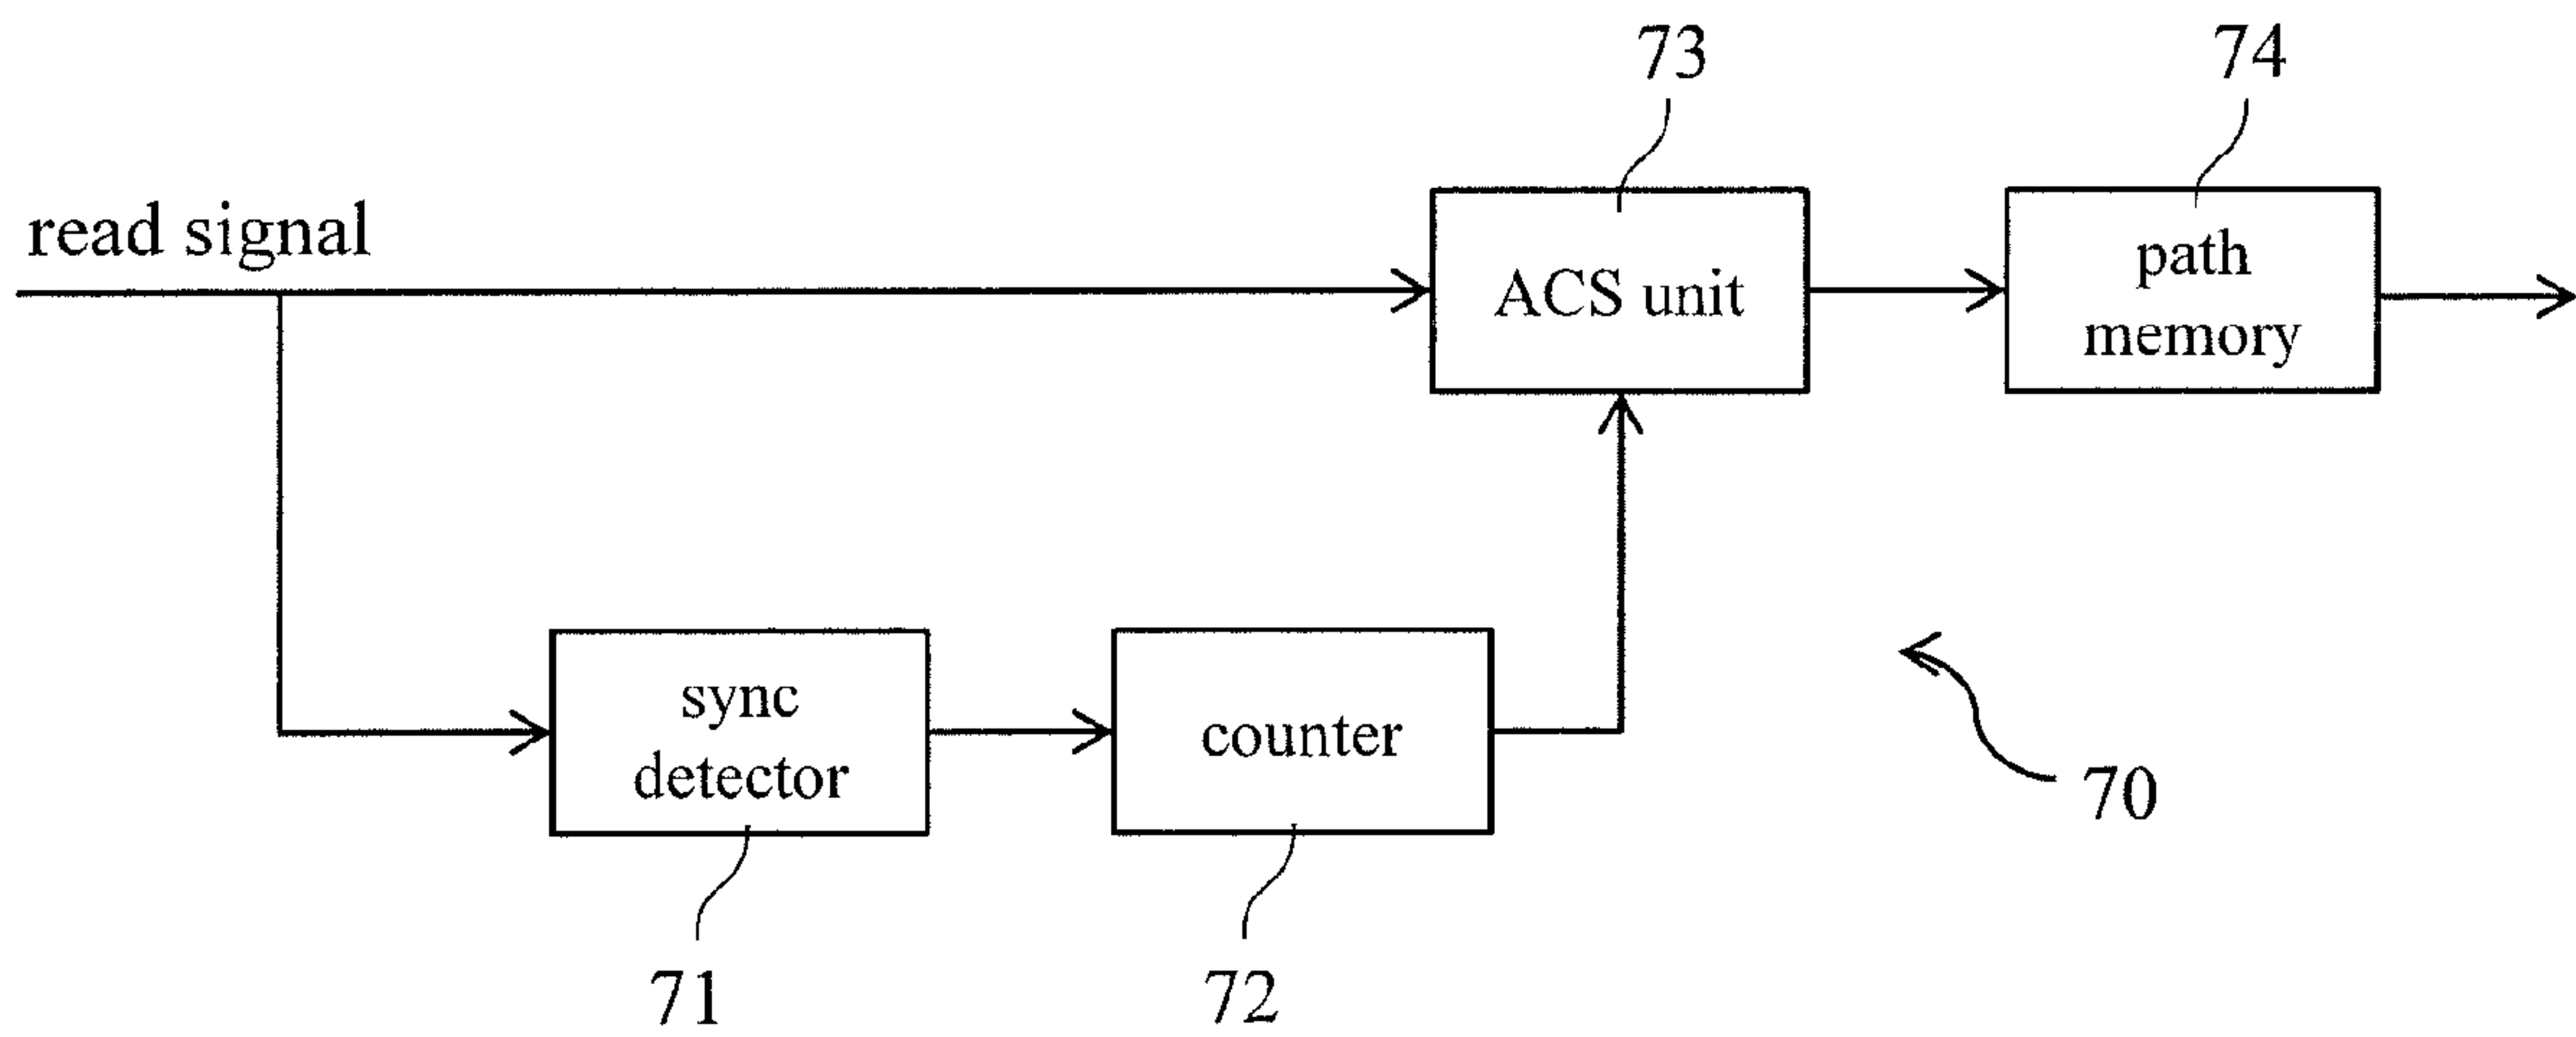 73
74
read signal
ACS unit
path
memory
sync
detector
counter
70
71
72